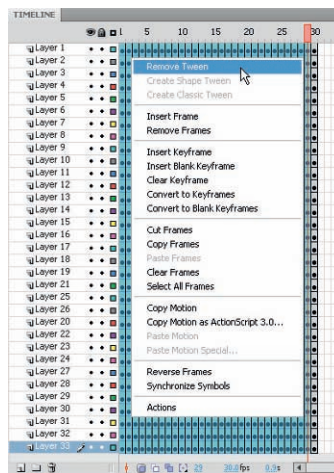 TIMELINE
1 5 10 15 20 25 30
Layer 1
Layer 2
Layer 3
Layer 4
Layer 5
Layer 6
Layer 7
Layer 8
Layer 9
Layer 10
Layer 11
Layer 12
Layer 13
Layer 14
Layer 15
Layer 16
Layer 17
Layer 18
Layer 19
Layer 21
Layer 25
Layer 26
Layer 20
Layer 22
Layer 23
Layer 24
Layer 27
Layer 28
Layer 29
Layer 30
Layer 31
Layer 32
Layer 33
Remove Tween
Create Shape Tween
Create Classic Tween
Insert Frame
Remove Frames
Insert Keyframe
Insert Blank Keyframe
Clear Keyframe
Convert to Keyframes
Convert to Blank Keyframes
Cut Frames
Copy Frames
Paste Frames
Clear Frames
Select All Frames
Copy Motion
Copy Motion as ActionScript 3.0...
Paste Motion
Paste Motion Special...
Reverse Frames
Synchronize Symbols
Actions
29 30.0 fps 0.9s